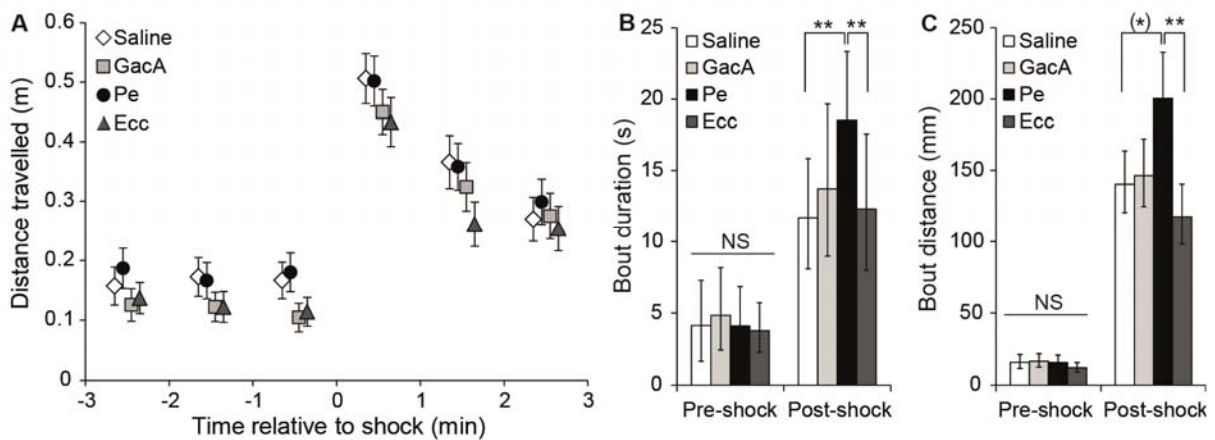 A
0.6
0.5
0.4
0.3
0.2
0.1
0
Distance travelled (m)
Saline
GacA
Pe
Ecc
-3
-2
-1
0
1
2
3
Time relative to shock (min)
B
25
20
15
10
5
0
Bout duration (s)
Saline
GacA
Pe
Ecc
** **
NS
Pre-shock Post-shock
C
250
200
150
100
50
0
Bout distance (mm)
Saline
GacA
Pe
Ecc
(*) **
NS
Pre-shock Post-shock